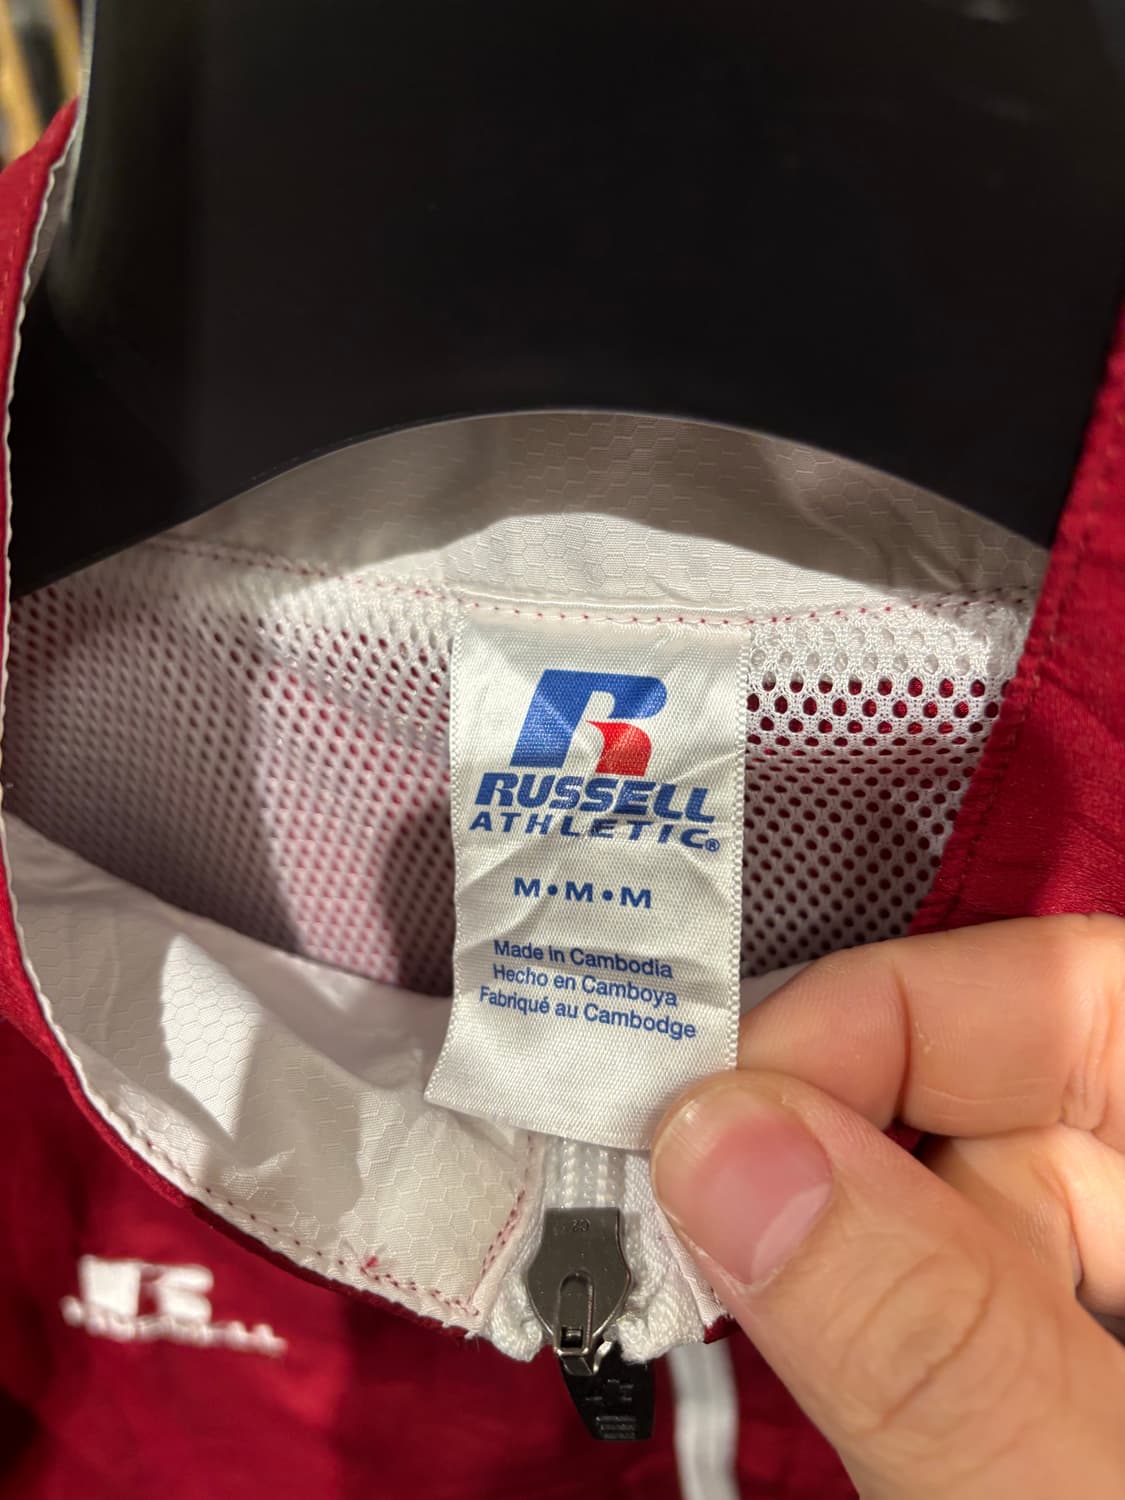 R
RUSSELL
ATHLETIC®
M•M•M
Made in Cambodia
Hecho en Camboya
Fabriqué au Cambodge